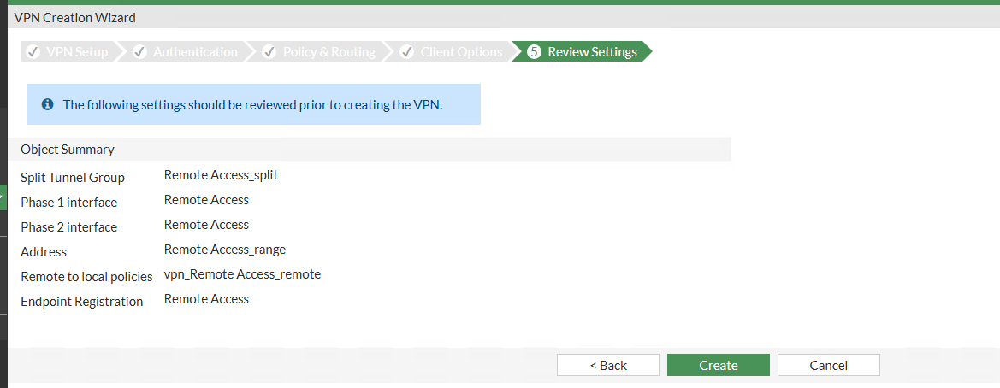 VPN Creation Wizard
VPN Setup Authentication Policy & Routing Client Options 5 Review Settings
The following settings should be reviewed prior to creating the VPN.
Object Summary
Split Tunnel Group Remote Access_split
Phase 1 interface Remote Access
Phase 2 interface Remote Access
Address Remote Access_range
Remote to local policies vpn_Remote Access_remote
Endpoint Registration Remote Access
< Back Create Cancel